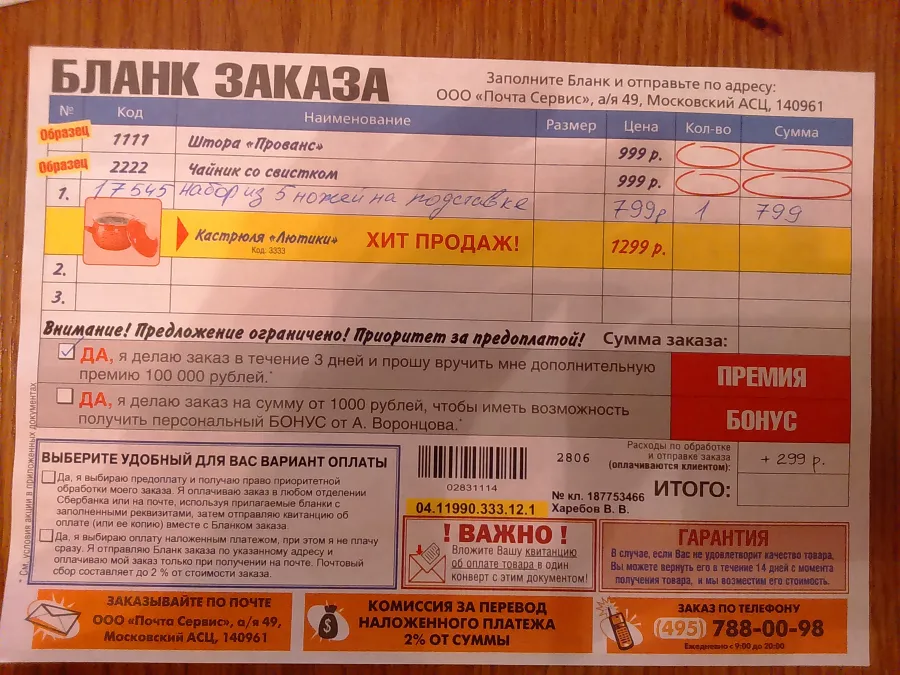 БЛАНК ЗАКАЗА
Заполните Бланк и отправьте по адресу:
ООО «Почта Сервис», а/я 49, Московский АСЦ, 140961
№ Код Наименование Размер Цена Кол-во Сумма
Образец 1111 Штора «Прованс» 999 р.
Образец 2222 Чайник со свистком 999 р.
1. 17545 набор из 5 ножей на подставке 799р 1 799
Кастрюля «Лютики» ХИТ ПРОДАЖ! 1299 р.
Код. 3333
2.
3.
Внимание! Предложение ограничено! Приоритет за предоплатой! Сумма заказа:
ДА, я делаю заказ в течение 3 дней и прошу вручить мне дополнительную
премию 100 000 рублей.*
ПРЕМИЯ
ДА, я делаю заказ на сумму от 1000 рублей, чтобы иметь возможность
получить персональный БОНУС от А. Воронцова.*
БОНУС
* См. условия акции в приложенных документах
ВЫБЕРИТЕ УДОБНЫЙ ДЛЯ ВАС ВАРИАНТ ОПЛАТЫ
Да, я выбираю предоплату и получаю право приоритетной
обработки моего заказа. Я оплачиваю заказ в любом отделении
Сбербанка или на почте, используя прилагаемые бланки с
заполненными реквизитами, затем отправляю квитанцию об
оплате (или ее копию) вместе с Бланком заказа.
Да, я выбираю оплату наложенным платежом, при этом я не плачу
сразу. Я отправляю Бланк заказа по указанному адресу и
оплачиваю мой заказ только при получении на почте. Почтовый
сбор составляет до 2 % от стоимости заказа.
02831114
2806
04.11990.333.12.1
№ кл. 187753466
Харебов В. В.
Расходы по обработке
и отправке заказа
(оплачиваются клиентом):
+ 299 р.
ИТОГО:
! ВАЖНО !
Вложите Вашу квитанцию
об оплате товара в один
конверт с этим документом!
ГАРАНТИЯ
В случае, если Вас не удовлетворит качество товара,
Вы можете вернуть его в течение 14 дней с момента
получения товара, и мы возместим его стоимость.
ЗАКАЗЫВАЙТЕ ПО ПОЧТЕ
ООО «Почта Сервис», а/я 49,
Московский АСЦ, 140961
КОМИССИЯ ЗА ПЕРЕВОД
НАЛОЖЕННОГО ПЛАТЕЖА
2% ОТ СУММЫ
ЗАКАЗ ПО ТЕЛЕФОНУ
(495) 788-00-98
Ежедневно с 9:00 до 20:00